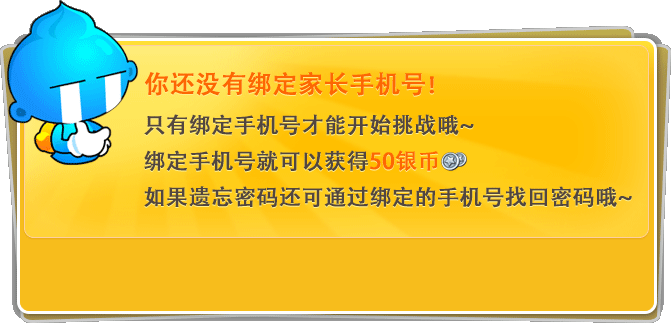 你还没有绑定家长手机号!
只有绑定手机号才能开始挑战哦~
绑定手机号就可以获得50银币
如果遗忘密码还可通过绑定的手机号找回密码哦~